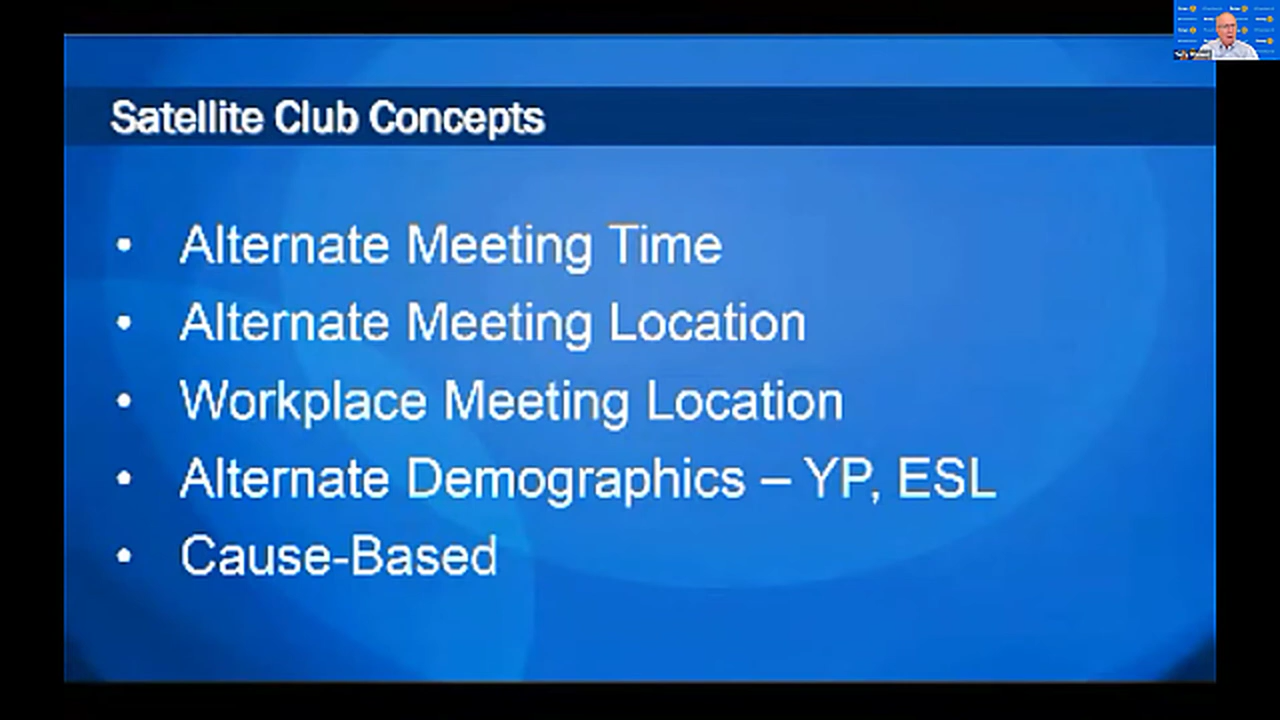 Satellite Club Concepts
• Alternate Meeting Time
• Alternate Meeting Location
• Workplace Meeting Location
• Alternate Demographics – YP, ESL
• Cause-Based